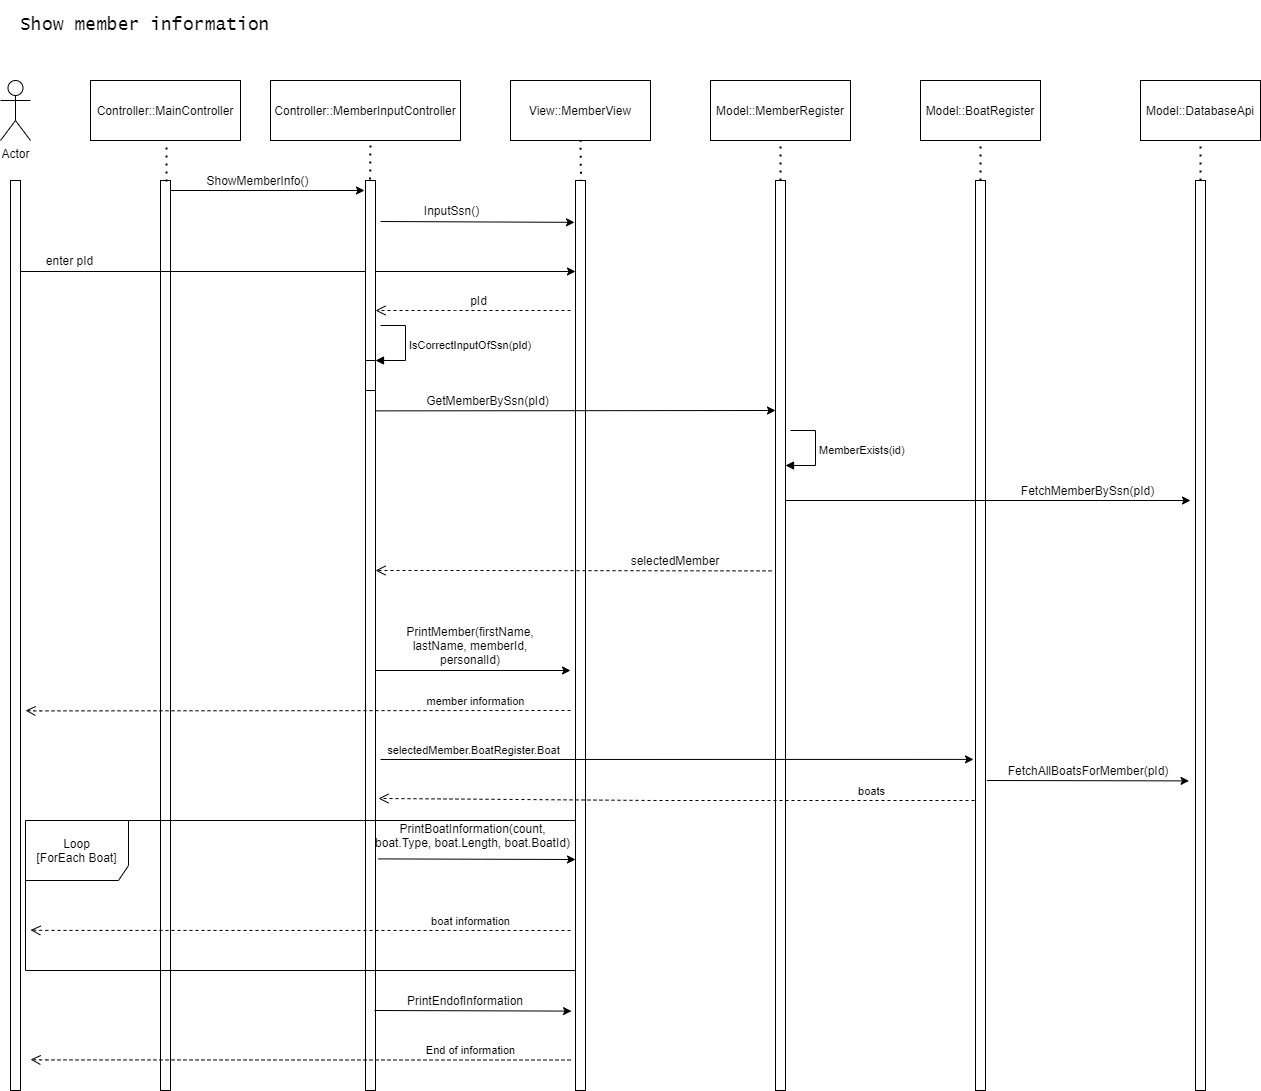 Show member information
Actor
Controller::MainController
Controller::MemberInputController
View::MemberView
Model::MemberRegister
Model::BoatRegister
Model::DatabaseApi
ShowMemberInfo()
InputSsn()
enter pId
pId
IsCorrectInputOfSsn(pId)
GetMemberBySsn(pId)
MemberExists(id)
FetchMemberBySsn(pId)
selectedMember
PrintMember(firstName,
lastName, memberId,
personalId)
member information
selectedMember.BoatRegister.Boat
FetchAllBoatsForMember(pId)
boats
Loop
[ForEach Boat]
PrintBoatInformation(count,
boat.Type, boat.Length, boat.BoatId)
boat information
PrintEndofInformation
End of information